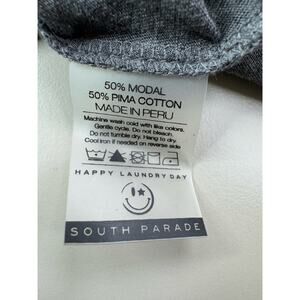 50% MODAL
50% PIMA COTTON
MADE IN PERU
Machine wash cold with like colors.
Gentle cycle. Do not bleach.
Do not tumble dry. Hang to dry.
Cool iron if needed on reverse side
HAPPY LAUNDRY DAY
SOUTH PARADE